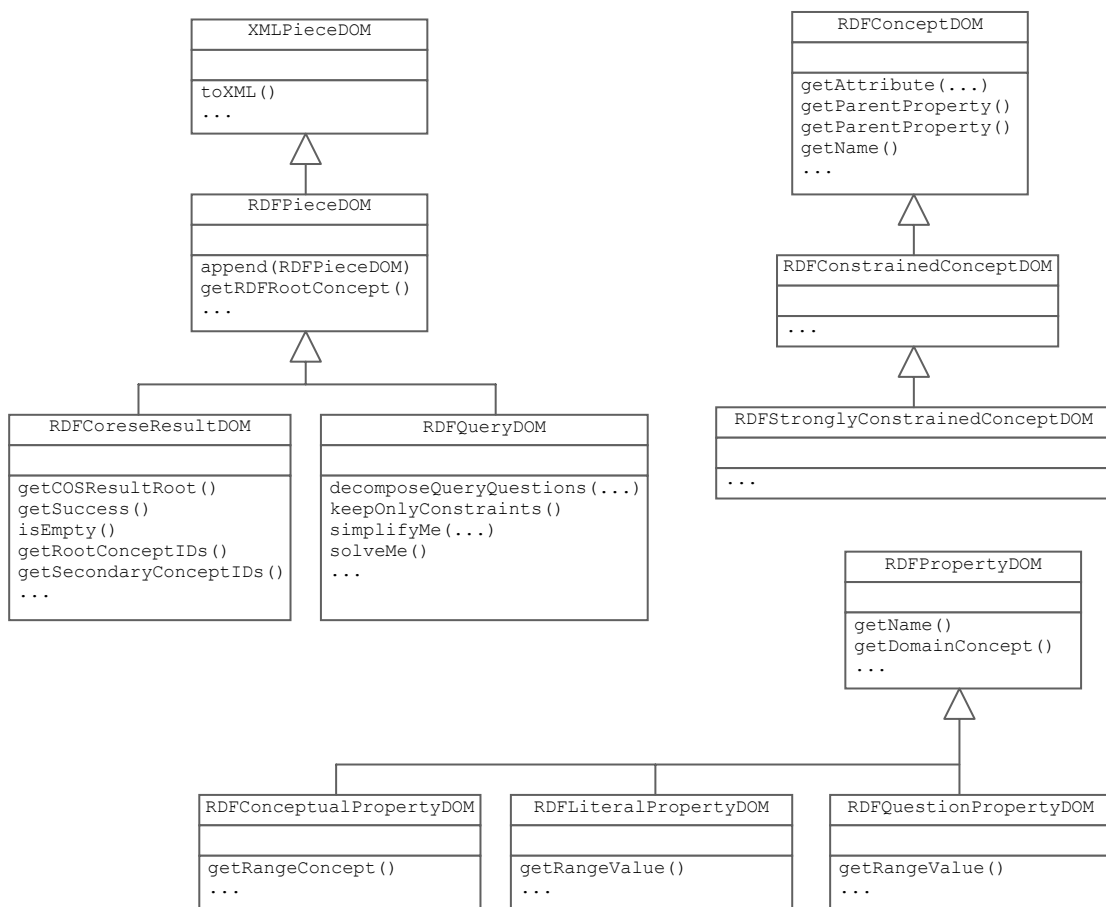 XMLPieceDOM
toXML()
...
RDFPieceDOM
append(RDFPieceDOM)
getRDFRootConcept()
...
RDFCoreseResultDOM
getCOSResultRoot()
getSuccess()
isEmpty()
getRootConceptIDs()
getSecondaryConceptIDs()
...
RDFQueryDOM
decomposeQueryQuestions(...)
keepOnlyConstraints()
simplifyMe(...)
solveMe()
...
RDFConceptDOM
getAttribute(...)
getParentProperty()
getParentProperty()
getName()
...
RDFConstrainedConceptDOM
...
RDFStronglyConstrainedConceptDOM
...
RDFPropertyDOM
getName()
getDomainConcept()
...
RDFConceptualPropertyDOM
getRangeConcept()
...
RDFLiteralPropertyDOM
getRangeValue()
...
RDFQuestionPropertyDOM
getRangeValue()
...